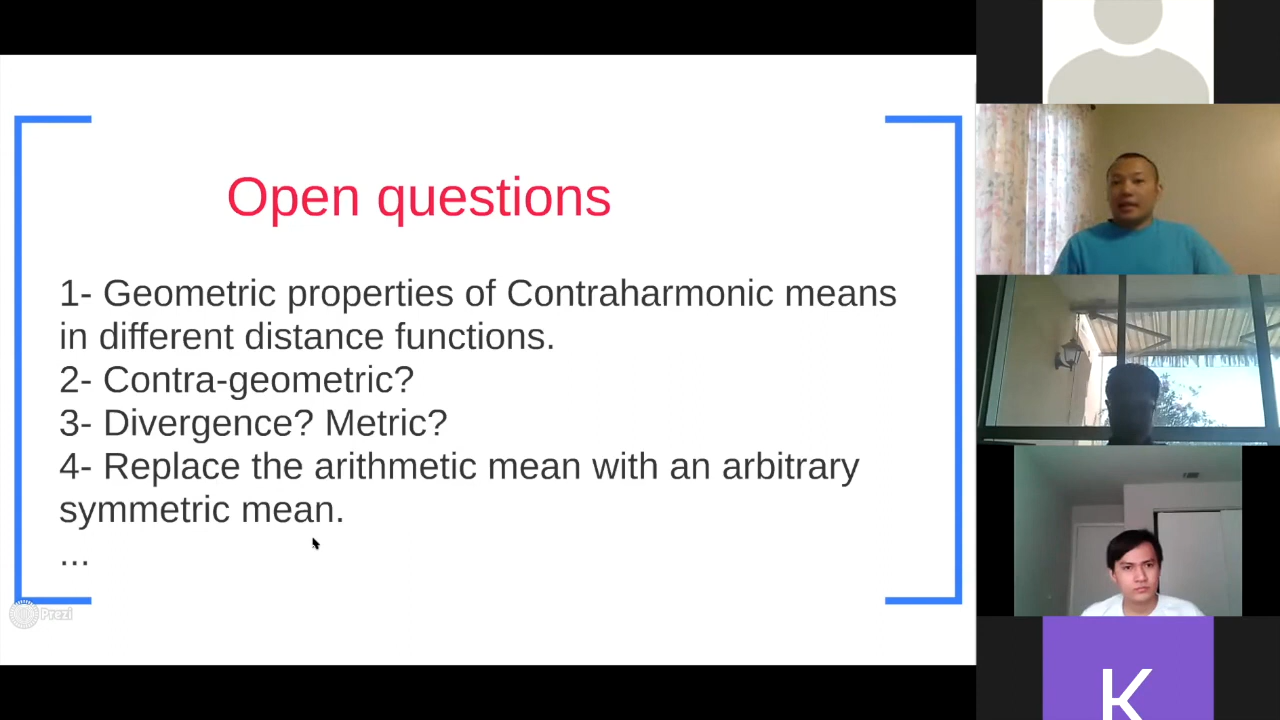 Open questions
1- Geometric properties of Contraharmonic means
in different distance functions.
2- Contra-geometric?
3- Divergence? Metric?
4- Replace the arithmetic mean with an arbitrary
symmetric mean.
...
Prezi
K